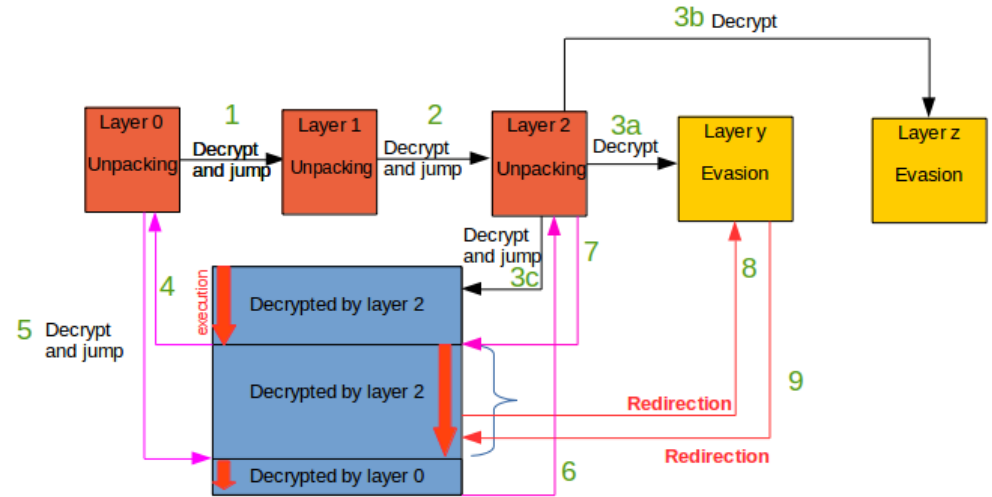 3b Decrypt
Layer 0
Unpacking
1
Decrypt
and jump
Layer 1
Unpacking
2
Decrypt
and jump
Layer 2
Unpacking
3a
Decrypt
Layer y
Evasion
Layer z
Evasion
Decrypt
and jump
3c
7
8
4
execution
Decrypted by layer 2
5 Decrypt
and jump
Decrypted by layer 2
9
Redirection
Redirection
Decrypted by layer 0
6